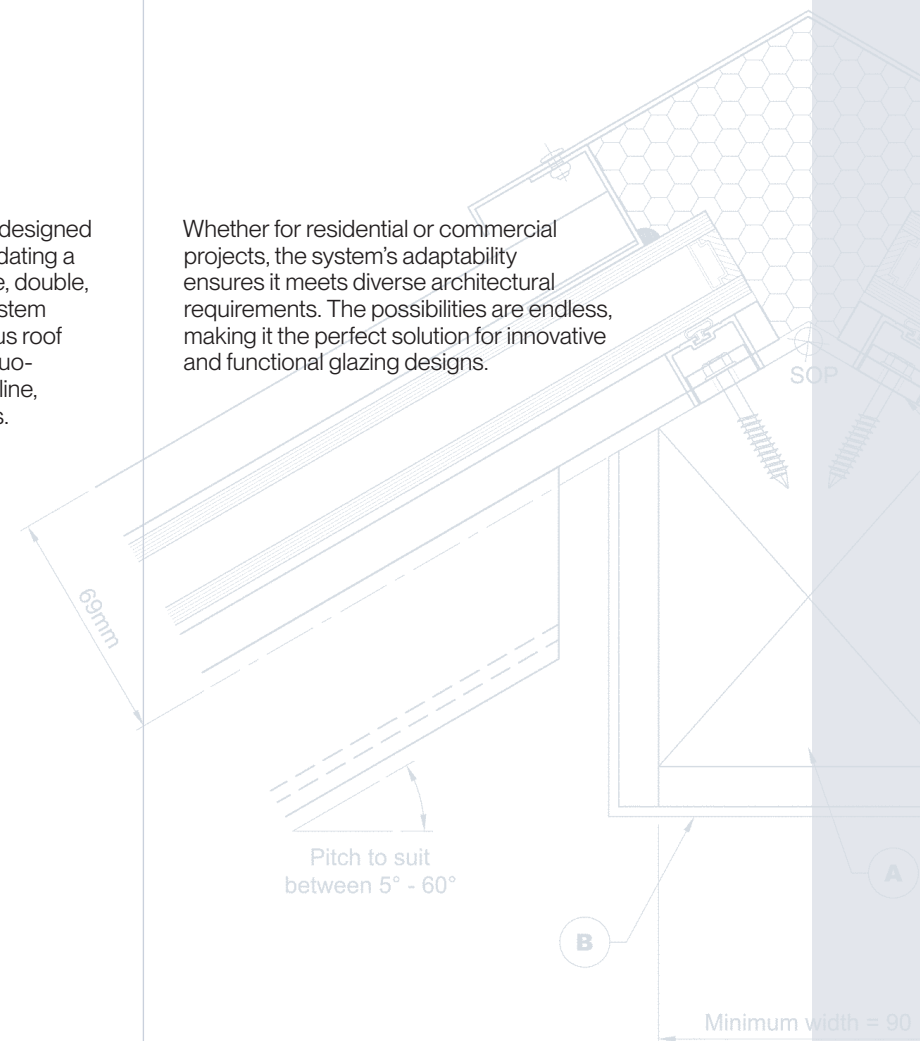 designed
dating a
, double,
stem
us roof
uo-
line,
s.
Whether for residential or commercial
projects, the system's adaptability
ensures it meets diverse architectural
requirements. The possibilities are endless,
making it the perfect solution for innovative
and functional glazing designs.
SOP
69mm
Pitch to suit
between 5° - 60°
A
B
Minimum width = 90